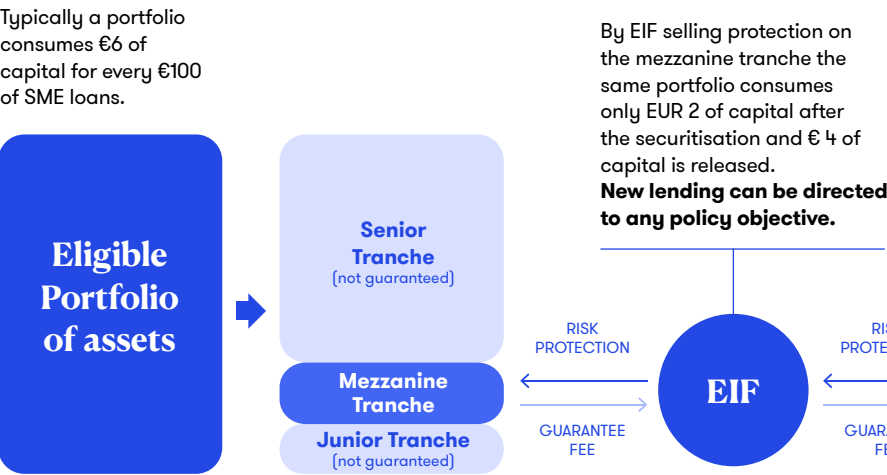 Typically a portfolio
consumes €6 of
capital for every €100
of SME loans.
By EIF selling protection on
the mezzanine tranche the
same portfolio consumes
only EUR 2 of capital after
the securitisation and € 4 of
capital is released.
New lending can be directed
to any policy objective.
Eligible
Portfolio
of assets
Senior
Tranche
(not guaranteed)
Mezzanine
Tranche
Junior Tranche
(not guaranteed)
RISK
PROTECTION
GUARANTEE
FEE
EIF